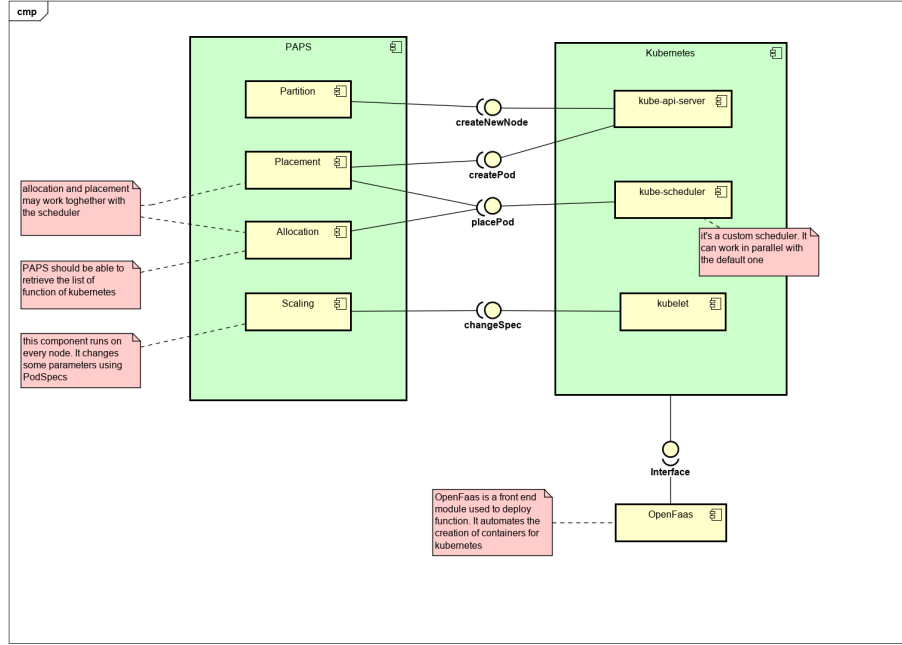 cmp
PAPS
Kubernetes
Partition
kube-api-server
createNewNode
Placement
createPod
allocation and placement
may work toghether with
the scheduler
kube-scheduler
placePod
Allocation
it's a custom scheduler. It
can work in parallel with
the default one
PAPS should be able to
retrieve the list of
function of kubernetes
Scaling
kubelet
changeSpec
this component runs on
every node. It changes
some parameters using
PodSpecs
Interface
OpenFaas is a front end
module used to deploy
function. It automates the
creation of containers for
kubernetes
OpenFaas